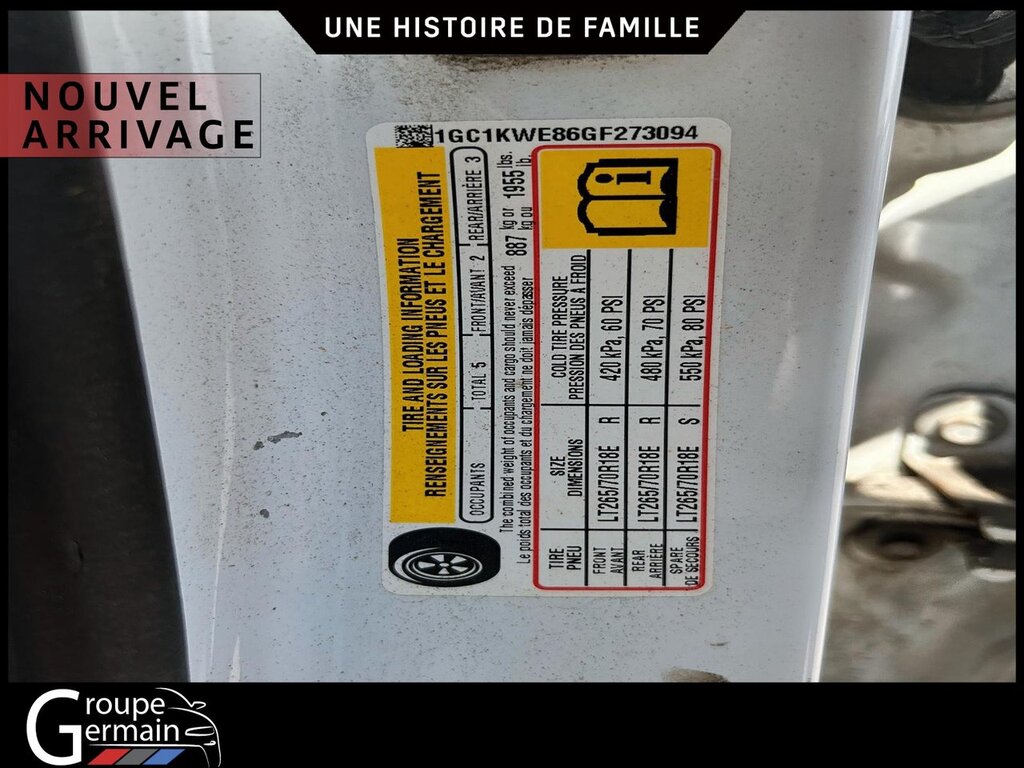 UNE HISTOIRE DE FAMILLE
NOUVEL
ARRIVAGE
1GC1KWE86GF273094
TIRE AND LOADING INFORMATION
RENSEIGNEMENTS SUR LES PNEUS ET LE CHARGEMENT
OCCUPANTS TOTAL 5 FRONT/AVANT 2 REAR/ARRIÈRE 3
The combined weight of occupants and cargo should never exceed 887 kg or 1955 lbs.
Le poids total des occupants et du chargement ne doit jamais dépasser kg ou lb.
TIRE SIZE COLD TIRE PRESSURE
PNEU DIMENSIONS PRESSION DES PNEUS À FROID
FRONT
AVANT LT265/70R18E R 420 kPa, 60 PSI
REAR
ARRIÈRE LT265/70R18E R 480 kPa, 70 PSI
SPARE
DE SECOURS LT265/70R18E S 550 kPa, 80 PSI
Groupe
Germain